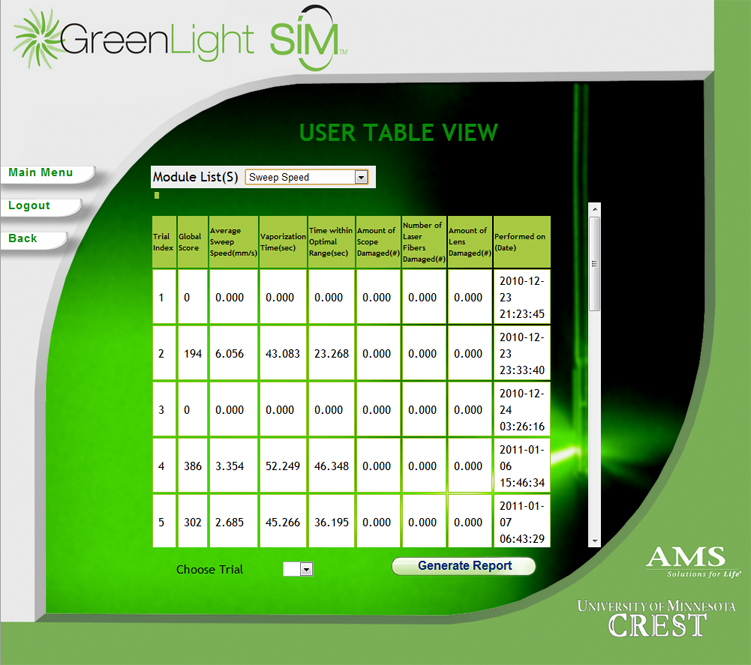 GreenLight SIM™
USER TABLE VIEW
Main Menu
Logout
Back
Module List(S) Sweep Speed
Trial Index Global Score Average Sweep Speed(mm/s) Vaporization Time(sec) Time within Optimal Range(sec) Amount of Scope Damaged(#) Number of Laser Fibers Damaged(#) Amount of Lens Damaged(#) Performed on (Date)
1 0 0.000 0.000 0.000 0.000 0.000 0.000 2010-12-23 21:23:45
2 194 6.056 43.083 23.268 0.000 0.000 0.000 2010-12-23 23:33:40
3 0 0.000 0.000 0.000 0.000 0.000 0.000 2010-12-24 03:26:16
4 386 3.354 52.249 46.348 0.000 0.000 0.000 2011-01-06 15:46:34
5 302 2.685 45.266 36.195 0.000 0.000 0.000 2011-01-07 06:43:29
Choose Trial
Generate Report
AMS
Solutions for Life®
UNIVERSITY OF MINNESOTA
CREST